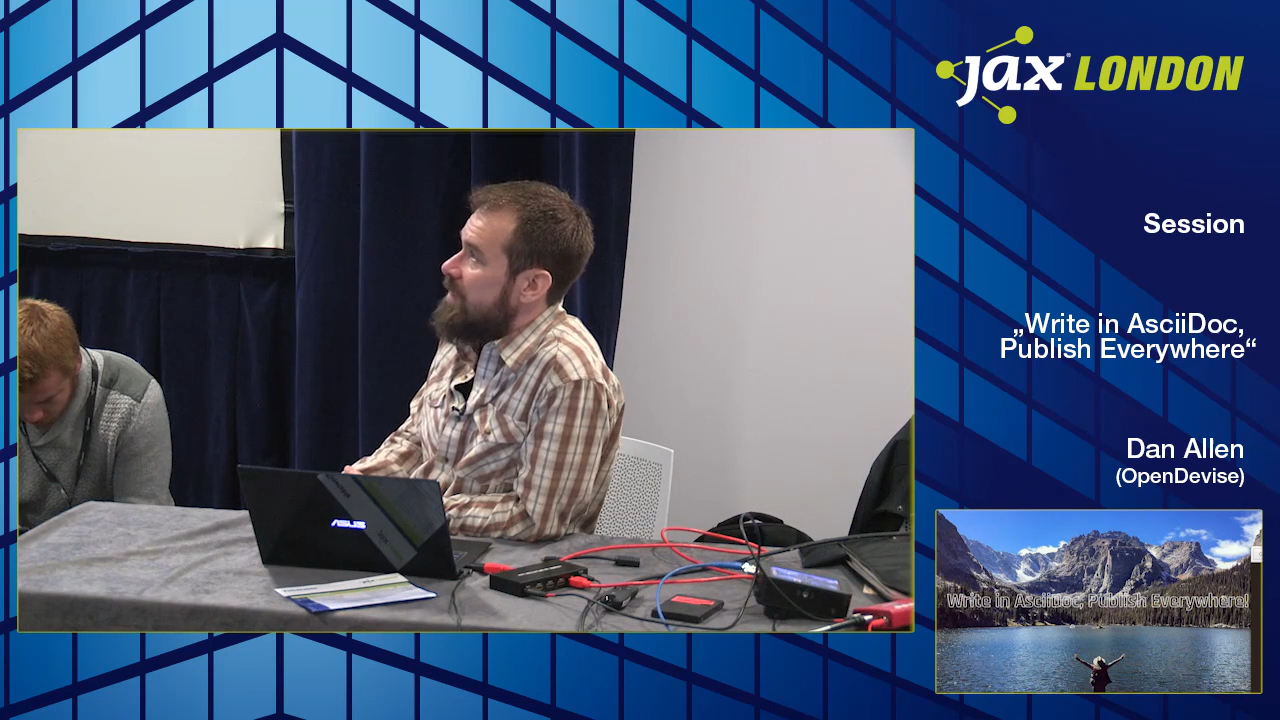 JAX® LONDON
Session
„Write in AsciiDoc,
Publish Everywhere“
Dan Allen
(OpenDevise)
Write in AsciiDoc, Publish Everywhere!
ASUS